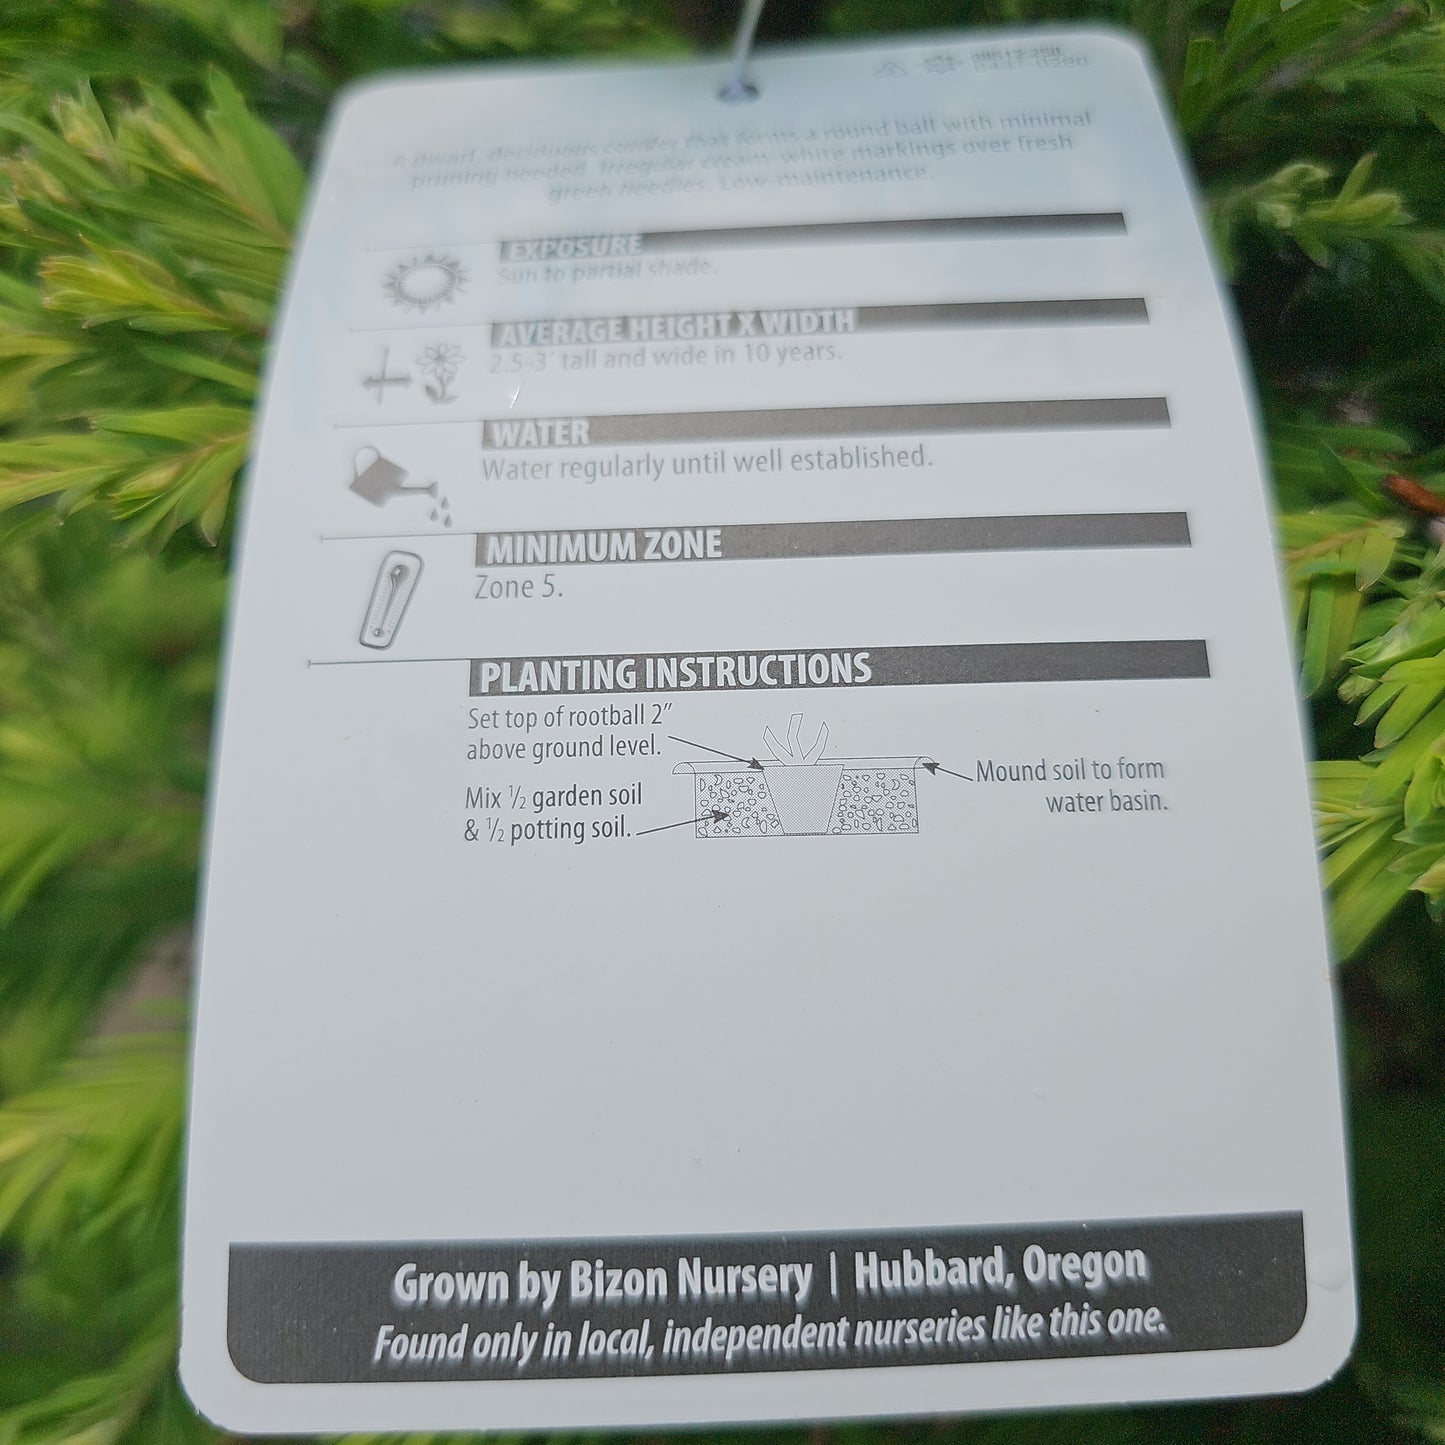 A dwarf, deciduous conifer that forms a round ball with minimal
pruning needed. Irregular cream-white markings over fresh
green needles. Low-maintenance.
EXPOSURE
Sun to partial shade.
AVERAGE HEIGHT X WIDTH
2.5-3' tall and wide in 10 years.
WATER
Water regularly until well established.
MINIMUM ZONE
Zone 5.
PLANTING INSTRUCTIONS
Set top of rootball 2”
above ground level.
Mix ½ garden soil
& ½ potting soil.
Mound soil to form
water basin.
Grown by Bizon Nursery | Hubbard, Oregon
Found only in local, independent nurseries like this one.